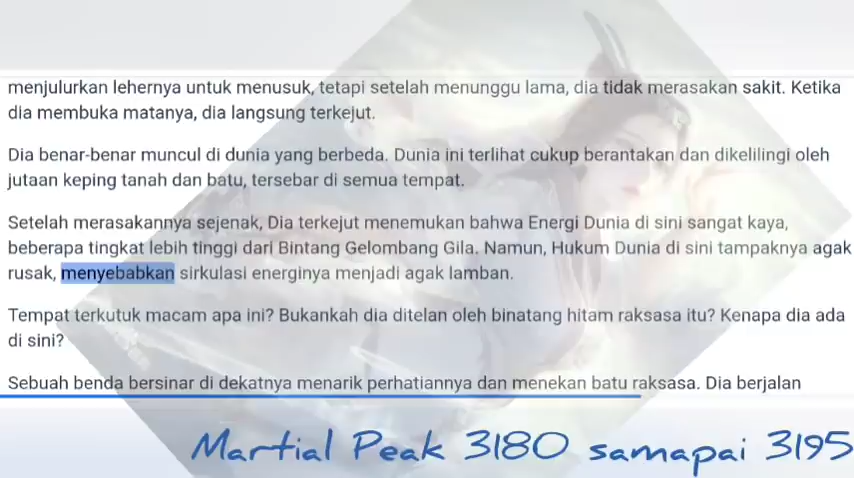 menjulurkan lehernya untuk menusuk, tetapi setelah menunggu lama, dia tidak merasakan sakit. Ketika
dia membuka matanya, dia langsung terkejut.
Dia benar-benar muncul di dunia yang berbeda. Dunia ini terlihat cukup berantakan dan dikelilingi oleh
jutaan keping tanah dan batu, tersebar di semua tempat.
Setelah merasakannya sejenak, Dia terkejut menemukan bahwa Energi Dunia di sini sangat kaya,
beberapa tingkat lebih tinggi dari Bintang Gelombang Gila. Namun, Hukum Dunia di sini tampaknya agak
rusak, menyebabkan sirkulasi energinya menjadi agak lamban.
Tempat terkutuk macam apa ini? Bukankah dia ditelan oleh binatang hitam raksasa itu? Kenapa dia ada
di sini?
Sebuah benda bersinar di dekatnya menarik perhatiannya dan menekan batu raksasa. Dia berjalan
Martial Peak 3180 samapai 3195